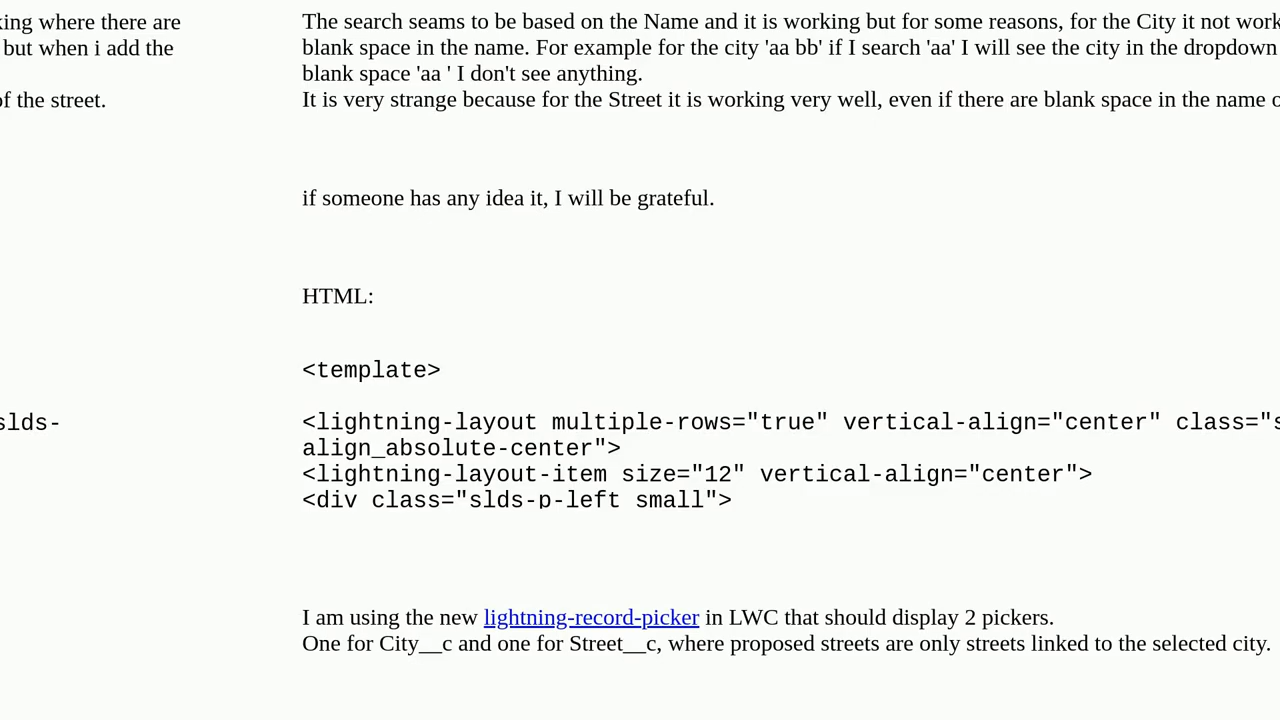 king where there are
but when i add the
of the street.
slds-
The search seams to be based on the Name and it is working but for some reasons, for the City it not work
blank space in the name. For example for the city 'aa bb' if I search 'aa' I will see the city in the dropdown
blank space 'aa ' I don't see anything.
It is very strange because for the Street it is working very well, even if there are blank space in the name o
if someone has any idea it, I will be grateful.
HTML:
<template>
<lightning-layout multiple-rows="true" vertical-align="center" class="s
align_absolute-center">
<lightning-layout-item size="12" vertical-align="center">
<div class="slds-p-left_small">
I am using the new lightning-record-picker in LWC that should display 2 pickers.
One for City__c and one for Street__c, where proposed streets are only streets linked to the selected city.